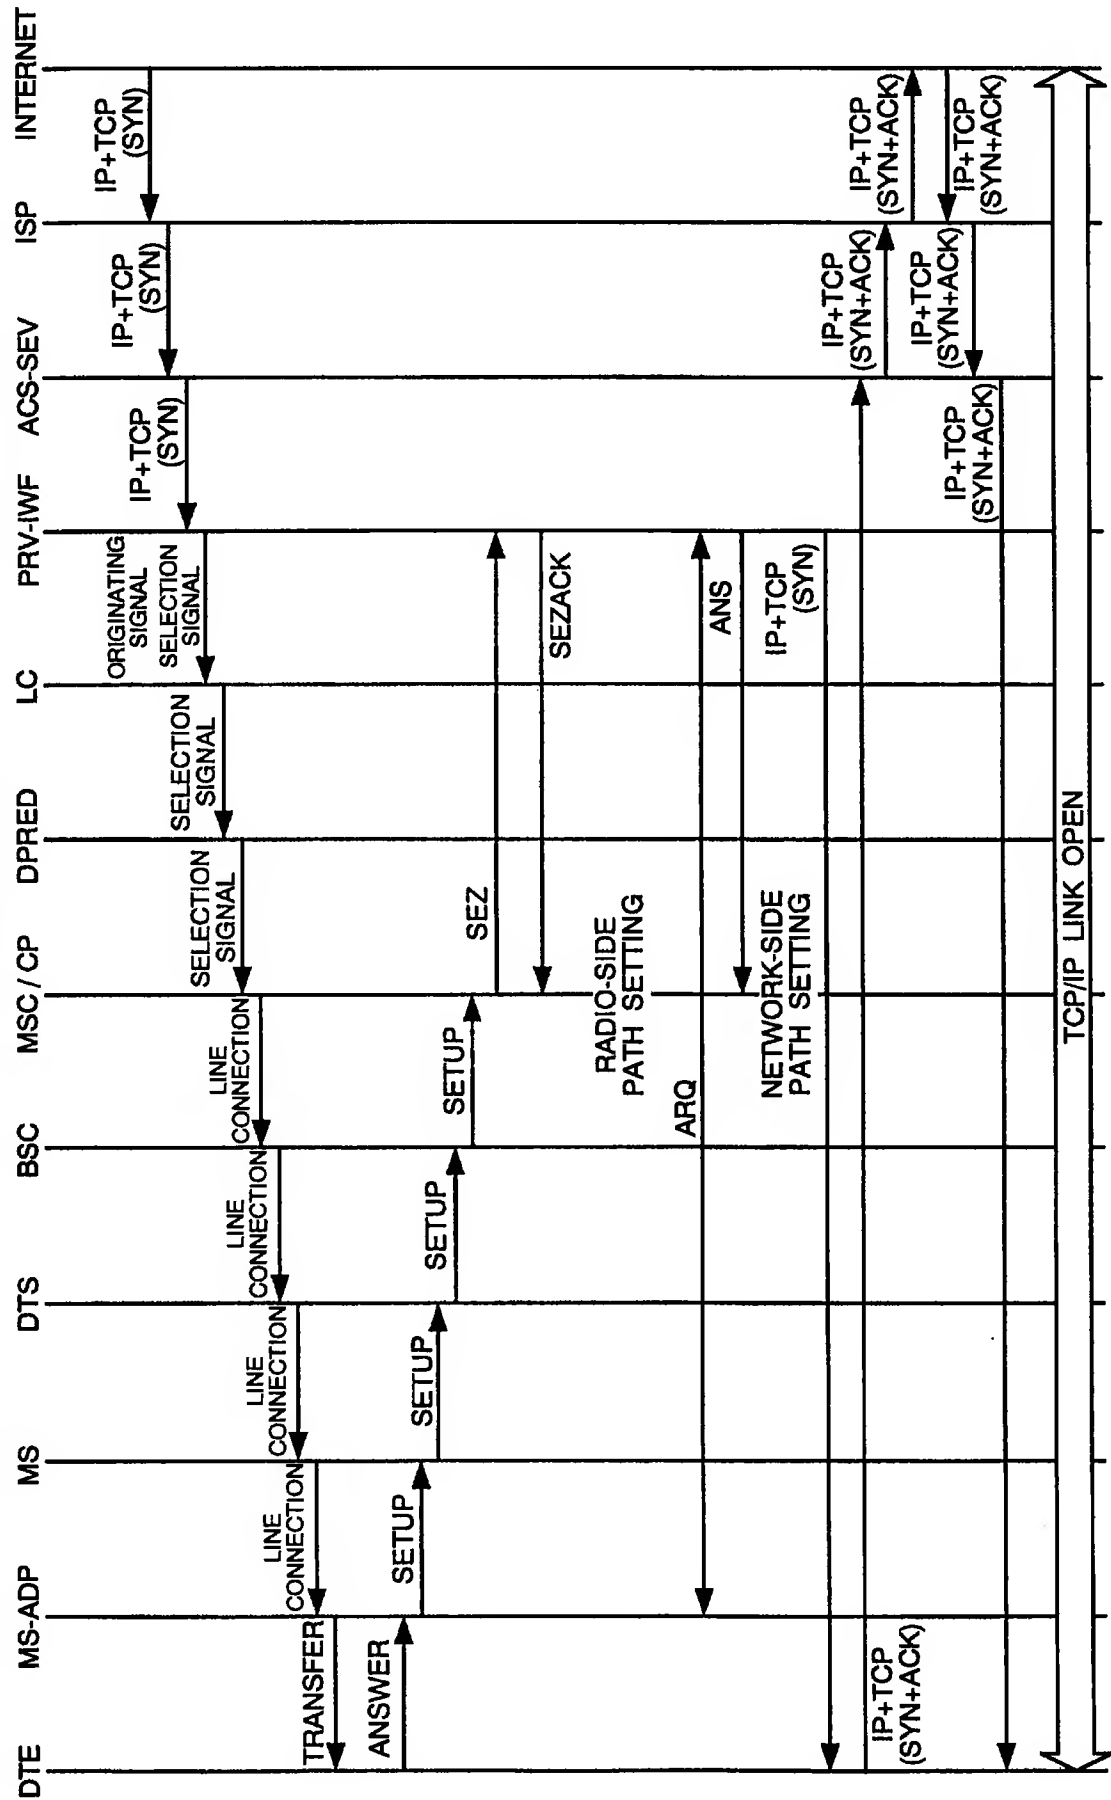 DTE
MS-ADP
MS
DTS
BSC
MSC / CP
DPRED
LC
PRV-IWF
ACS-SEV
ISP
INTERNET
IP+TCP
(SYN)
IP+TCP
(SYN)
IP+TCP
(SYN)
ORIGINATING
SIGNAL
SELECTION
SIGNAL
SELECTION
SIGNAL
SELECTION
SIGNAL
LINE
CONNECTION
LINE
CONNECTION
LINE
CONNECTION
LINE
CONNECTION
TRANSFER
ANSWER
SETUP
SETUP
SETUP
SETUP
SEZ
SEZACK
RADIO-SIDE
PATH SETTING
ARQ
ANS
NETWORK-SIDE
PATH SETTING
IP+TCP
(SYN)
IP+TCP
(SYN+ACK)
IP+TCP
(SYN+ACK)
IP+TCP
(SYN+ACK)
IP+TCP
(SYN+ACK)
IP+TCP
(SYN+ACK)
IP+TCP
(SYN+ACK)
TCP/IP LINK OPEN